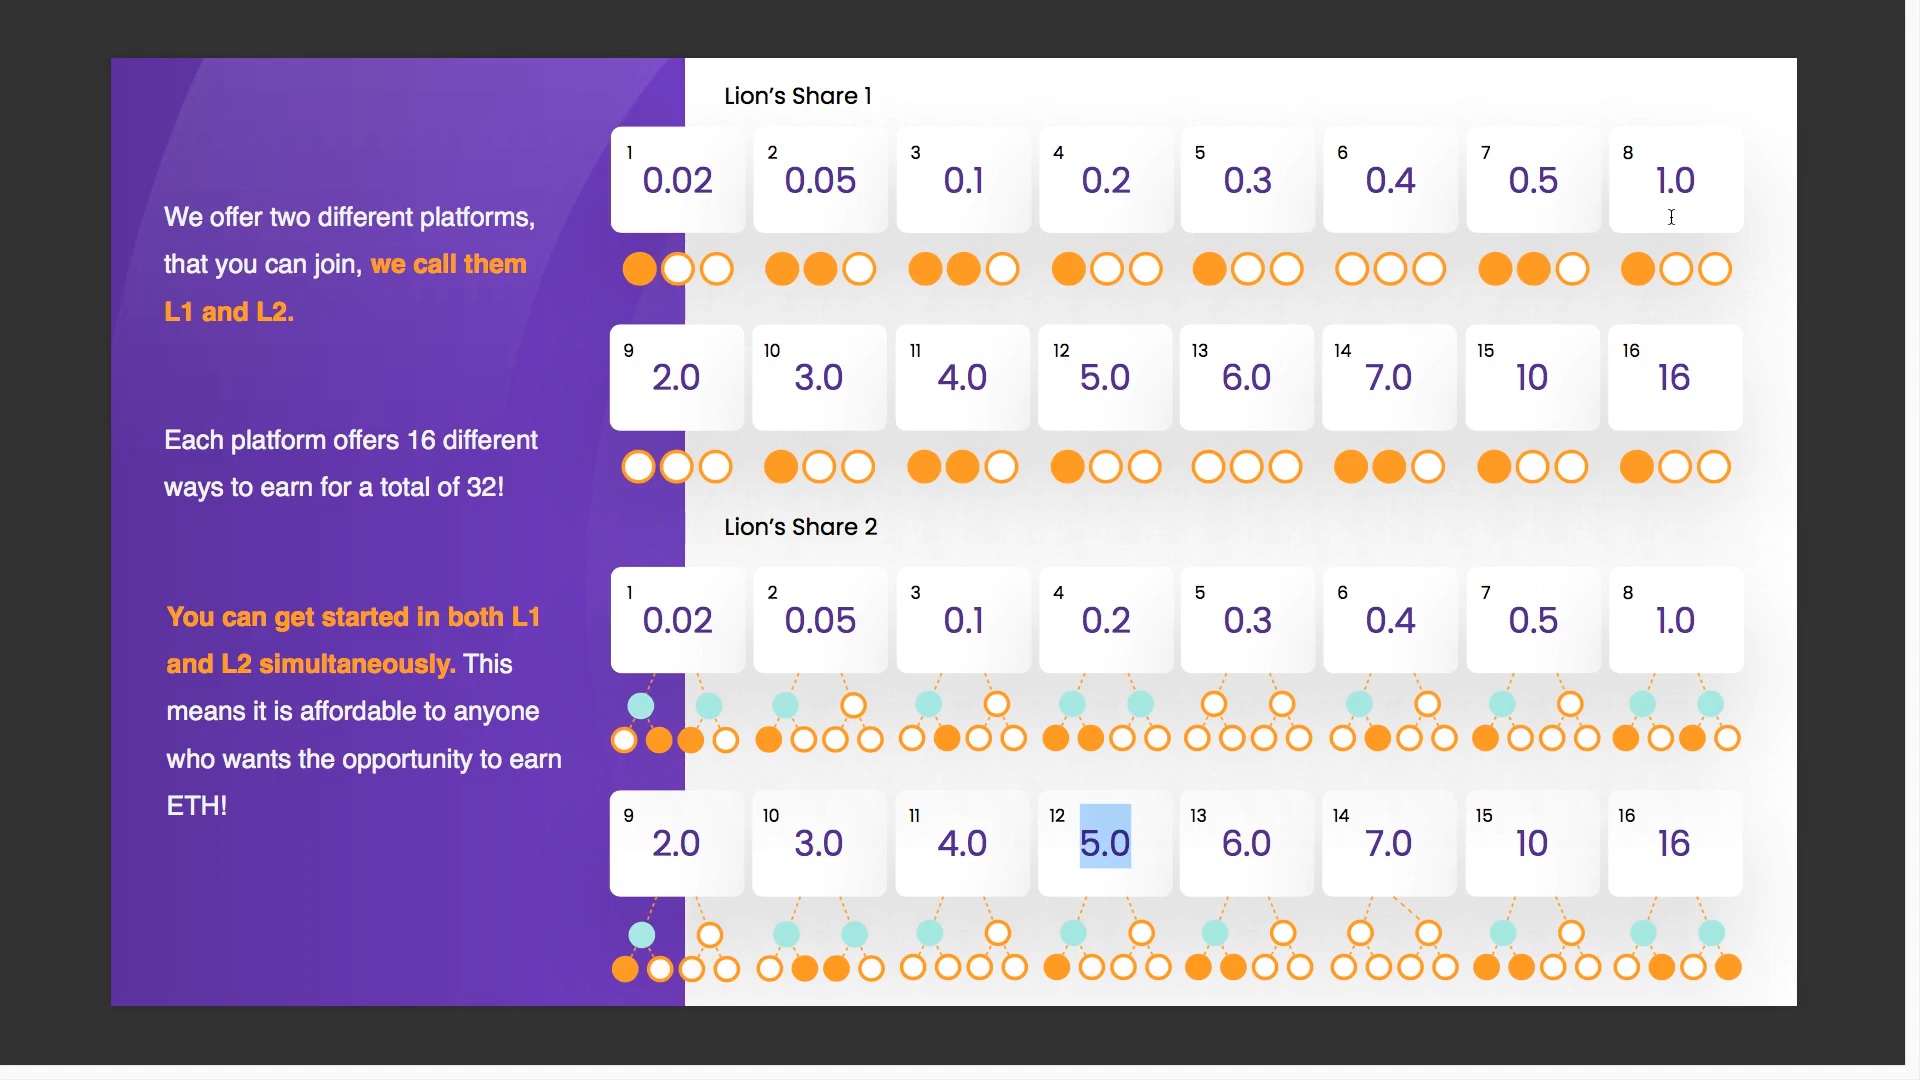 We offer two different platforms,
that you can join, we call them
L1 and L2.
Each platform offers 16 different
ways to earn for a total of 32!
You can get started in both L1
and L2 simultaneously. This
means it is affordable to anyone
who wants the opportunity to earn
ETH!
Lion's Share 1
1 2 3 4 5 6 7 8
0.02 0.05 0.1 0.2 0.3 0.4 0.5 1.0
9 10 11 12 13 14 15 16
2.0 3.0 4.0 5.0 6.0 7.0 10 16
Lion's Share 2
1 2 3 4 5 6 7 8
0.02 0.05 0.1 0.2 0.3 0.4 0.5 1.0
9 10 11 12 13 14 15 16
2.0 3.0 4.0 5.0 6.0 7.0 10 16